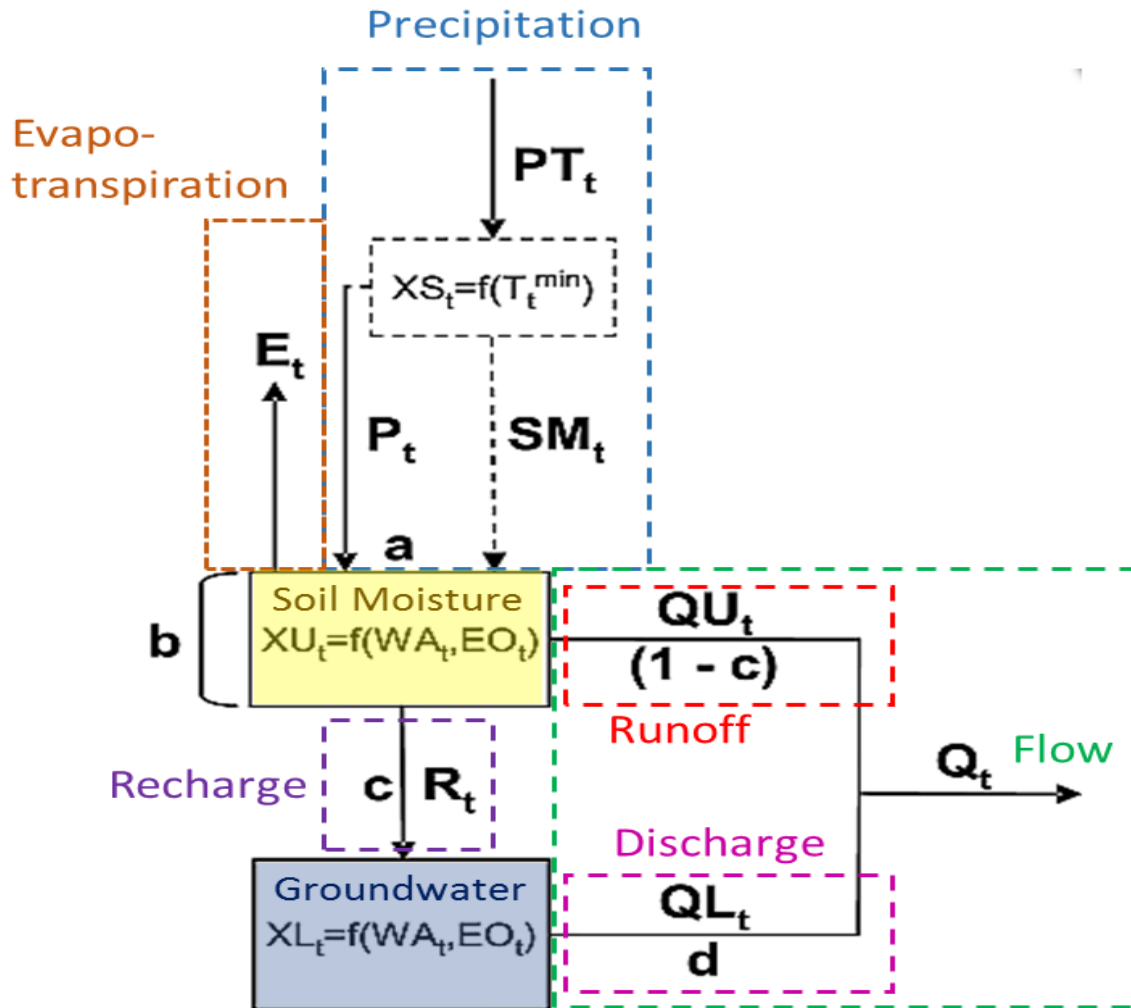 Precipitation
Evapo-
transpiration
PTₜ
XSₜ=f(Tₜᵐⁱⁿ)
Eₜ
Pₜ
SMₜ
a
b
Soil Moisture
XUₜ=f(WAₜ,EOₜ)
QUₜ
(1 - c)
Runoff
Recharge
c
Rₜ
Qₜ
Flow
Discharge
Groundwater
XLₜ=f(WAₜ,EOₜ)
QLₜ
d